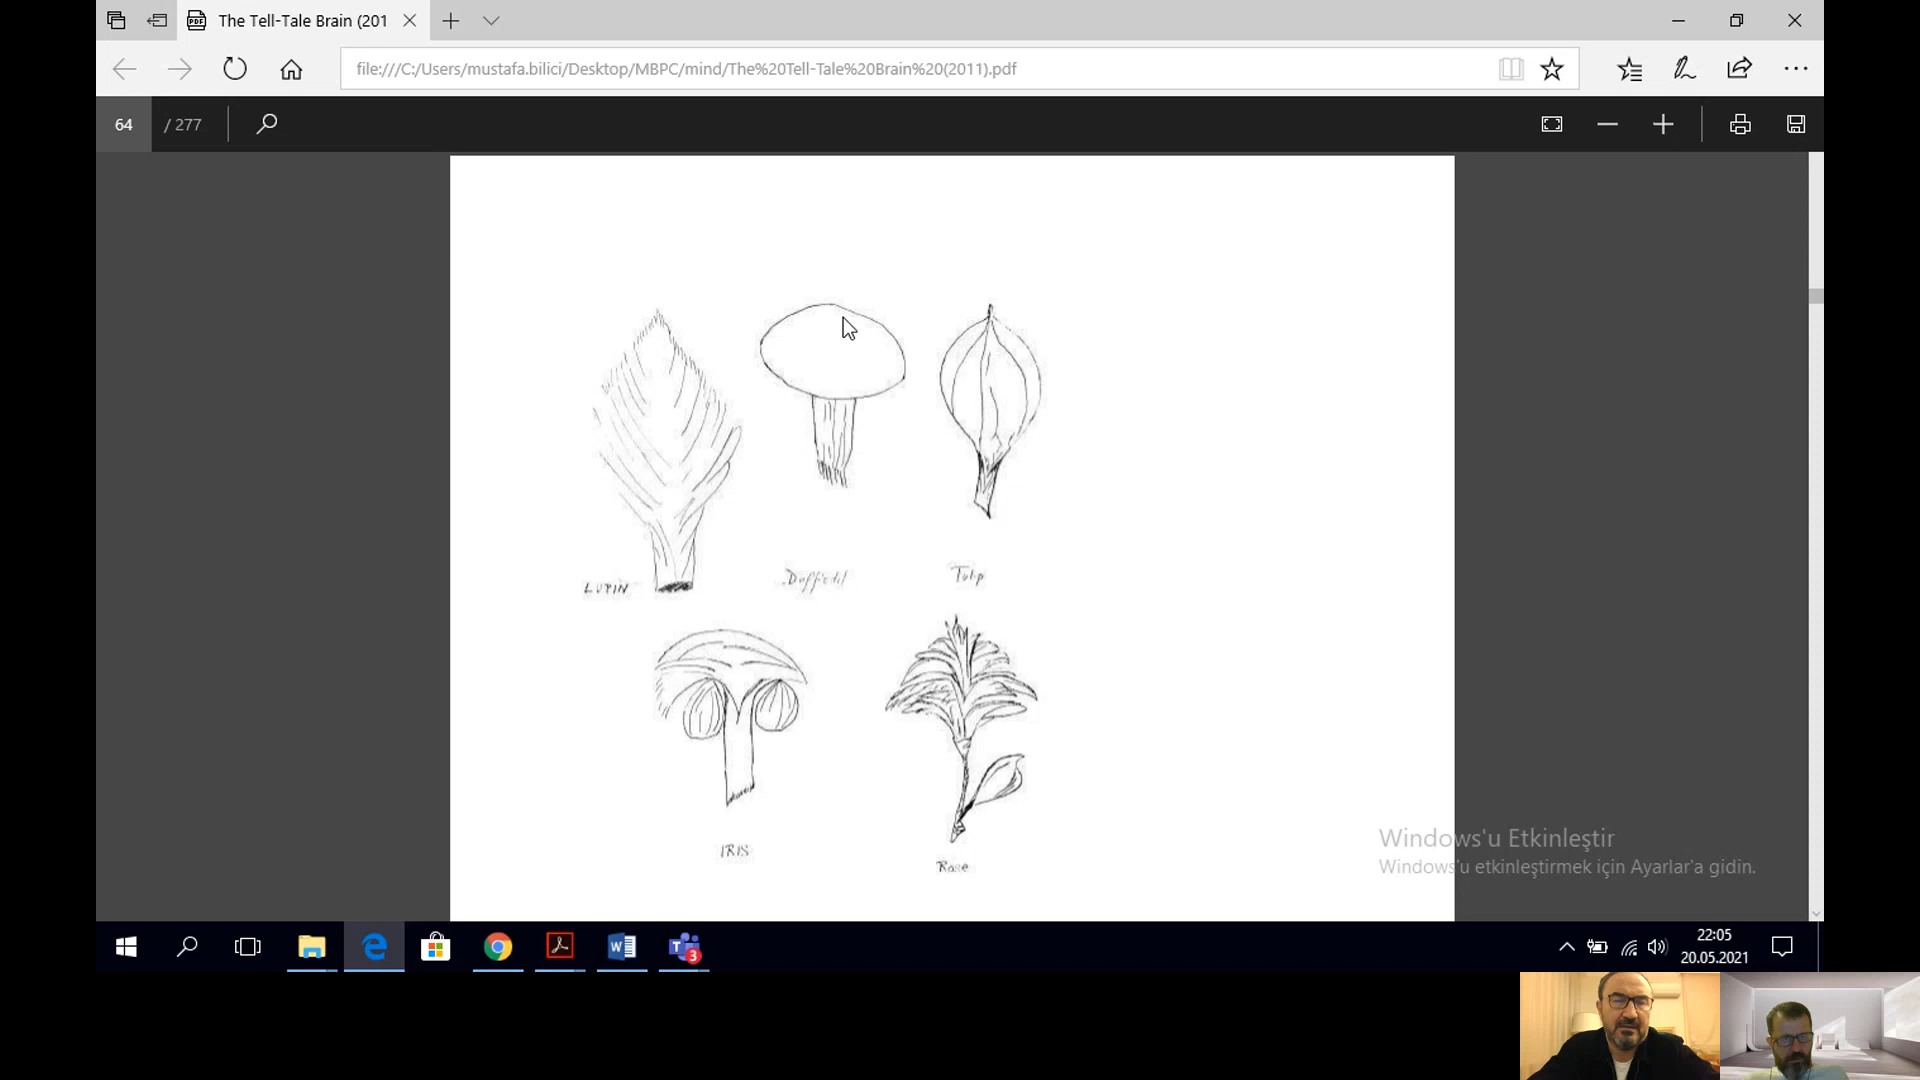 The Tell-Tale Brain (201
file:///C:/Users/mustafa.bilici/Desktop/MBPC/mind/The%20Tell-Tale%20Brain%20(2011).pdf
64 / 277
LUPIN
Daffodil
Tulip
IRIS
Rose
Windows'u Etkinleştir
Windows'u etkinleştirmek için Ayarlar'a gidin.
3
22:05
20.05.2021